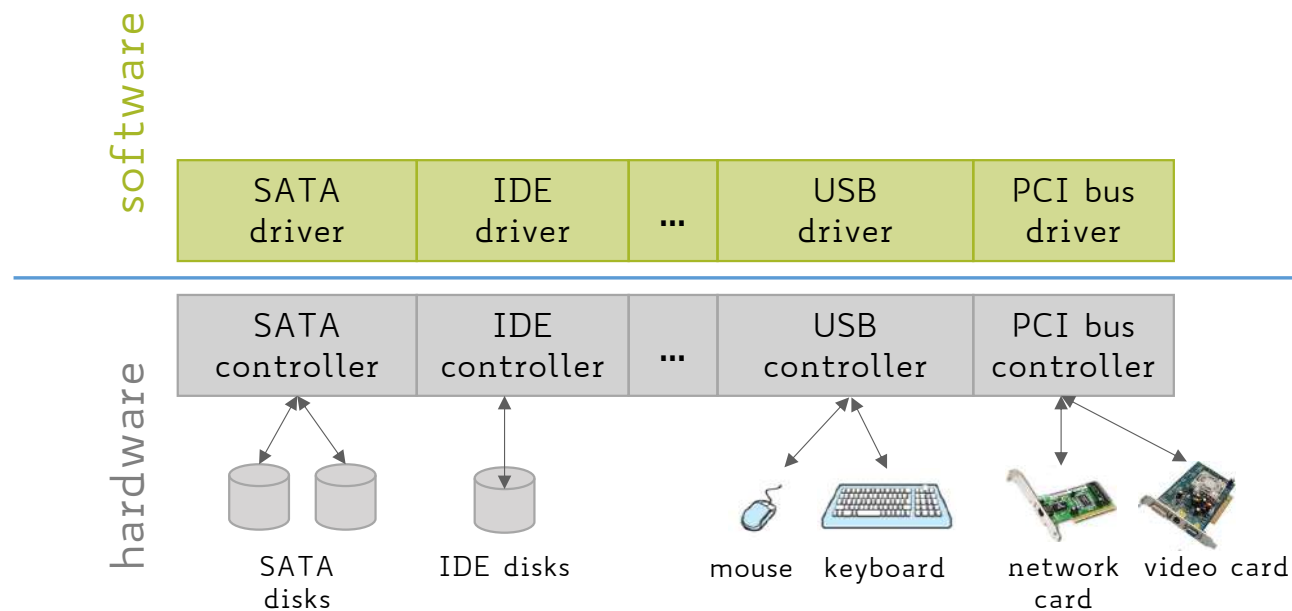 software
SATA
driver
IDE
driver
...
USB
driver
PCI bus
driver
hardware
SATA
controller
IDE
controller
...
USB
controller
PCI bus
controller
SATA
disks
IDE disks
mouse
keyboard
network
card
video card